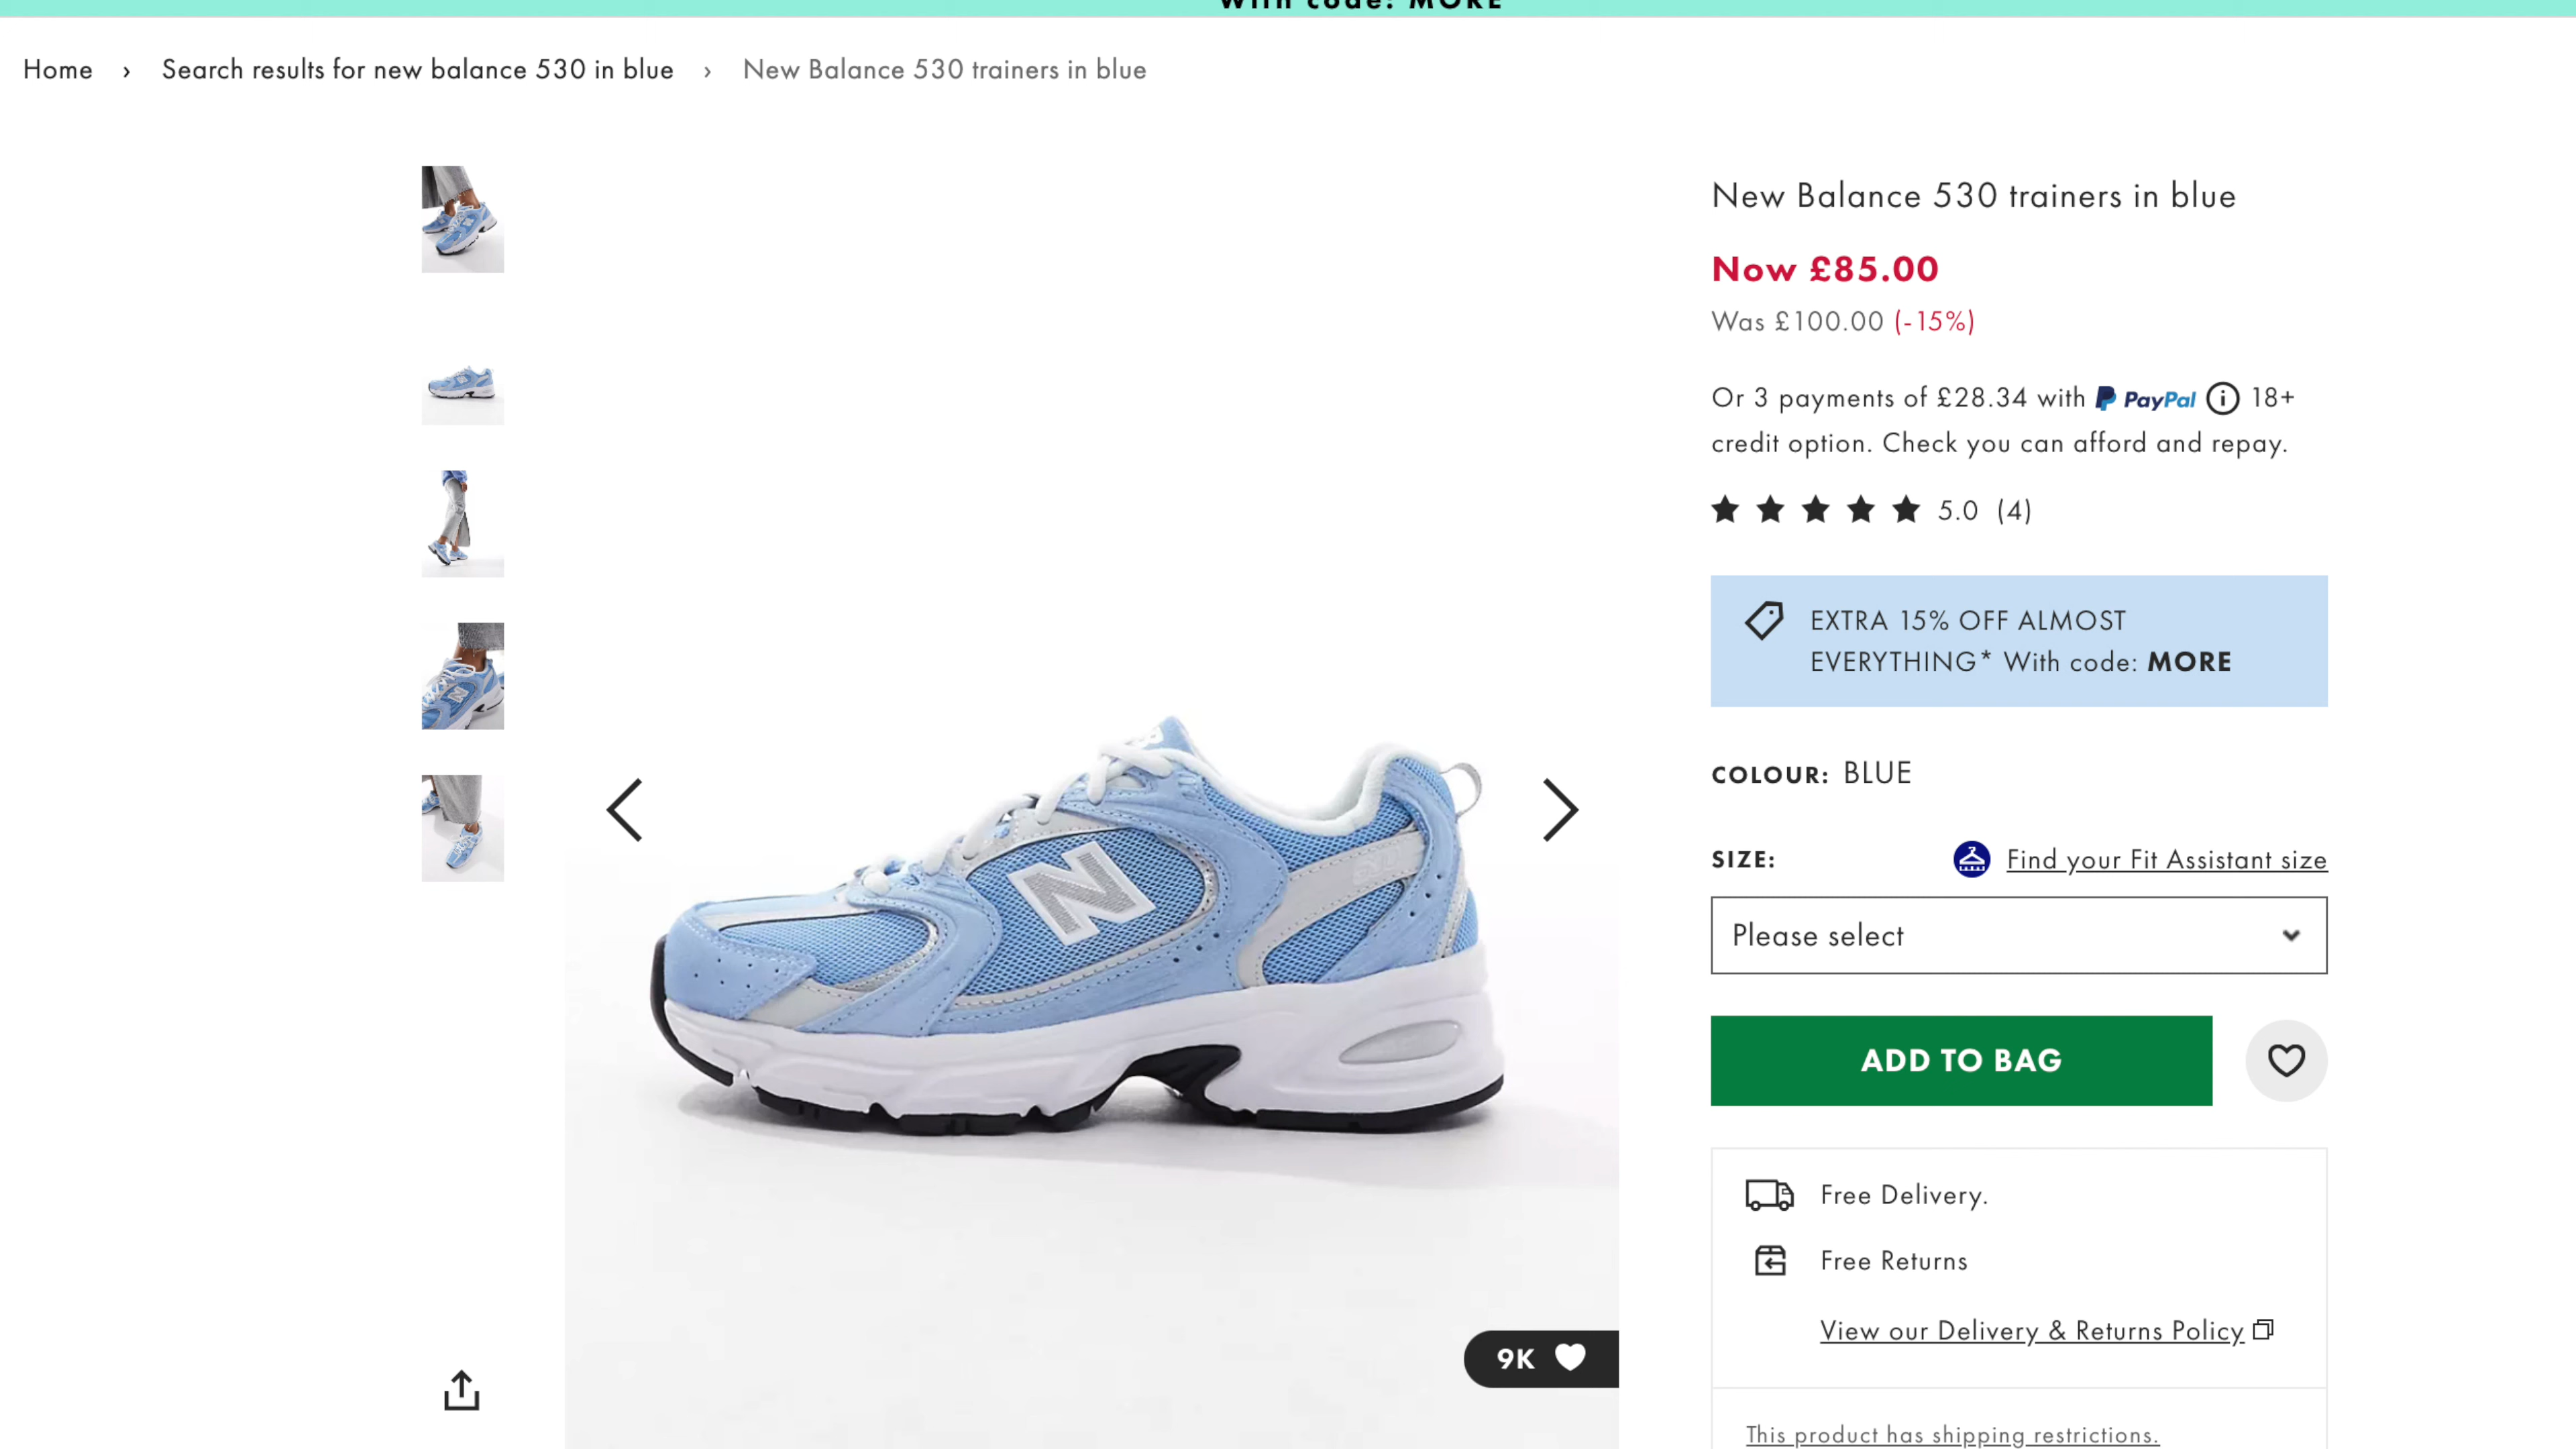 With code: MORE
Home › Search results for new balance 530 in blue › New Balance 530 trainers in blue
New Balance 530 trainers in blue
Now £85.00
Was £100.00 (-15%)
Or 3 payments of £28.34 with PayPal 18+
credit option. Check you can afford and repay.
5.0 (4)
EXTRA 15% OFF ALMOST
EVERYTHING* With code: MORE
COLOUR: BLUE
SIZE: Find your Fit Assistant size
Please select
N
ADD TO BAG
Free Delivery.
Free Returns
View our Delivery & Returns Policy
9K
This product has shipping restrictions.